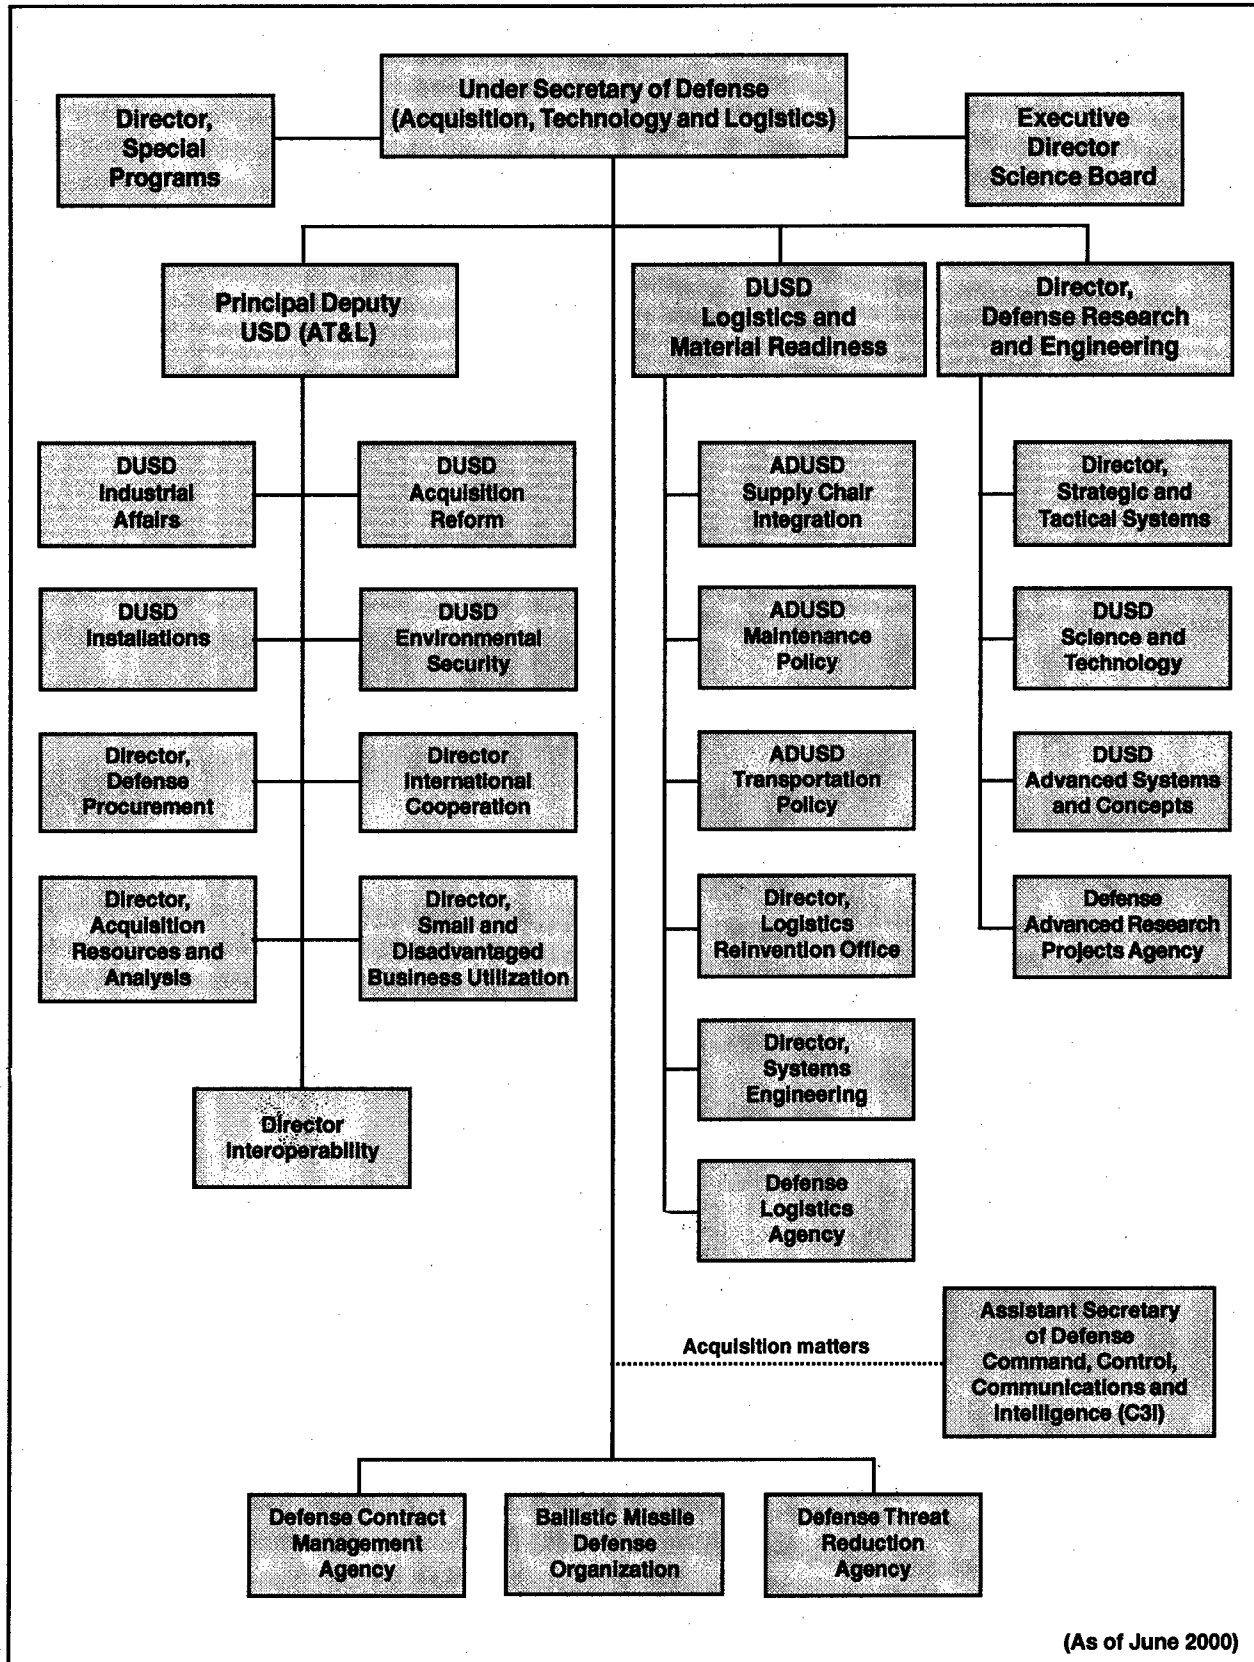 Under Secretary of Defense
(Acquisition, Technology and Logistics)
Director,
Special
Programs
Executive
Director
Science Board
Principal Deputy
USD (AT&L)
DUSD
Logistics and
Material Readiness
Director,
Defense Research
and Engineering
DUSD
Industrial
Affairs
DUSD
Acquisition
Reform
ADUSD
Supply Chair
Integration
Director,
Strategic and
Tactical Systems
DUSD
Installations
DUSD
Environmental
Security
ADUSD
Maintenance
Policy
DUSD
Science and
Technology
Director,
Defense
Procurement
Director
International
Cooperation
ADUSD
Transportation
Policy
DUSD
Advanced Systems
and Concepts
Director,
Acquisition
Resources and
Analysis
Director,
Small and
Disadvantaged
Business Utilization
Director,
Logistics
Reinvention Office
Defense
Advanced Research
Projects Agency
Director
Interoperability
Director,
Systems
Engineering
Defense
Logistics
Agency
Acquisition matters
Assistant Secretary
of Defense
Command, Control,
Communications and
Intelligence (C3I)
Defense Contract
Management
Agency
Ballistic Missile
Defense
Organization
Defense Threat
Reduction
Agency
(As of June 2000)